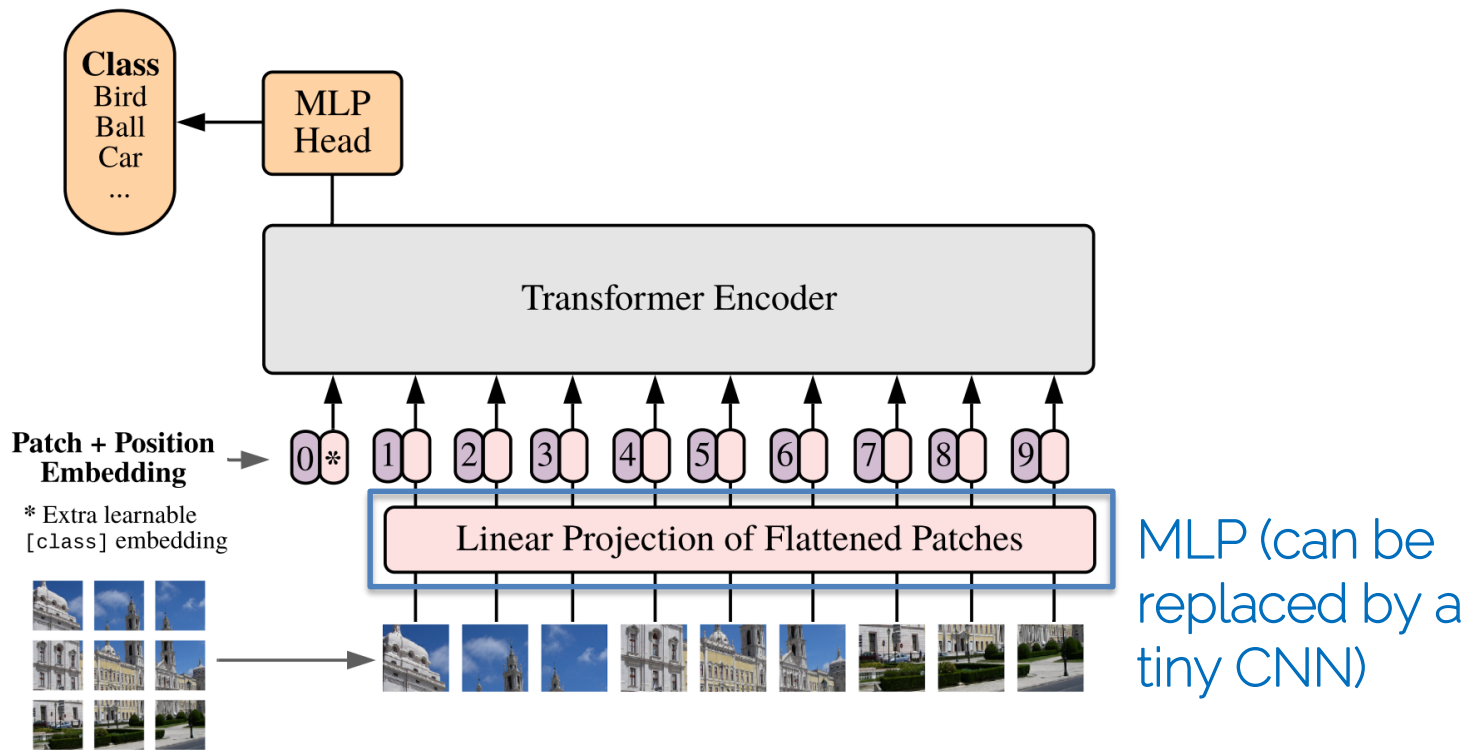 Class
Bird
Ball
Car
...
MLP
Head
Transformer Encoder
Patch + Position
Embedding
0 * 1 2 3 4 5 6 7 8 9
* Extra learnable
[class] embedding
Linear Projection of Flattened Patches
MLP (can be
replaced by a
tiny CNN)